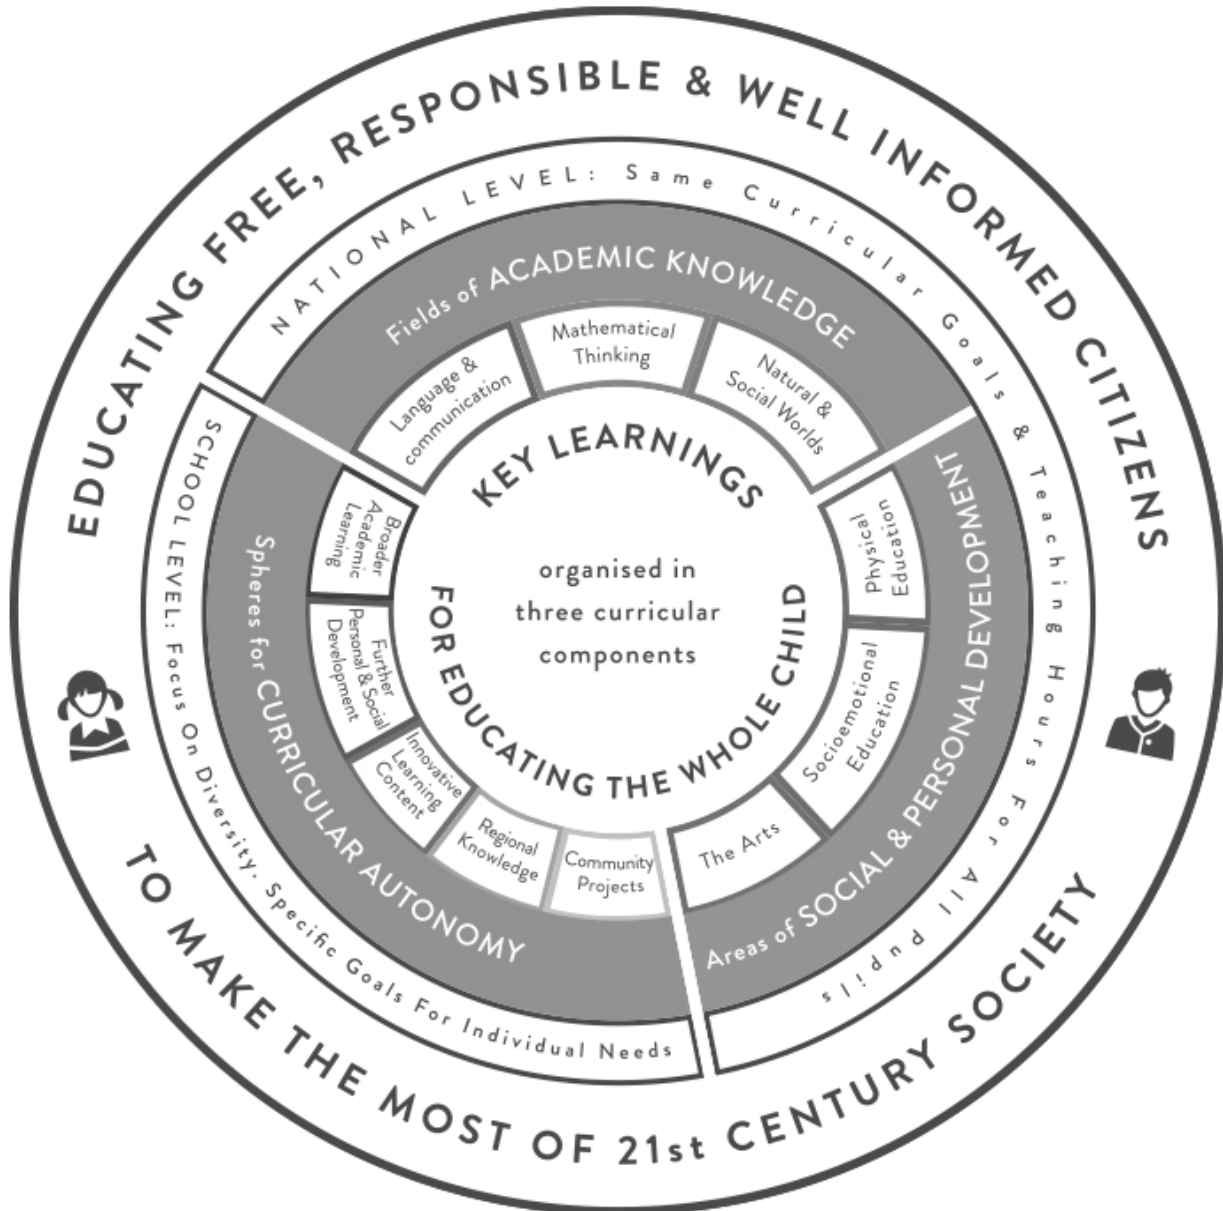 EDUCATING FREE, RESPONSIBLE & WELL INFORMED CITIZENS
TO MAKE THE MOST OF 21st CENTURY SOCIETY
NATIONAL LEVEL: Same Curricular Goals & Teaching Hours For All pupils
SCHOOL LEVEL: Focus On Diversity. Specific Goals For Individual Needs
Fields of ACADEMIC KNOWLEDGE
Language &
communication
Mathematical
Thinking
Natural &
Social Worlds
Areas of SOCIAL & PERSONAL DEVELOPMENT
Physical
Education
Socioemotional
Education
The Arts
Spheres for CURRICULAR AUTONOMY
Broader
Academic
Learning
Further
Personal & Social
Development
Innovative
Learning
Content
Regional
Knowledge
Community
Projects
KEY LEARNINGS
organised in
three curricular
components
FOR EDUCATING THE WHOLE CHILD